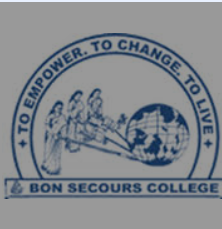 TO EMPOWER. TO CHANGE. TO LIVE
BON SECOURS COLLEGE